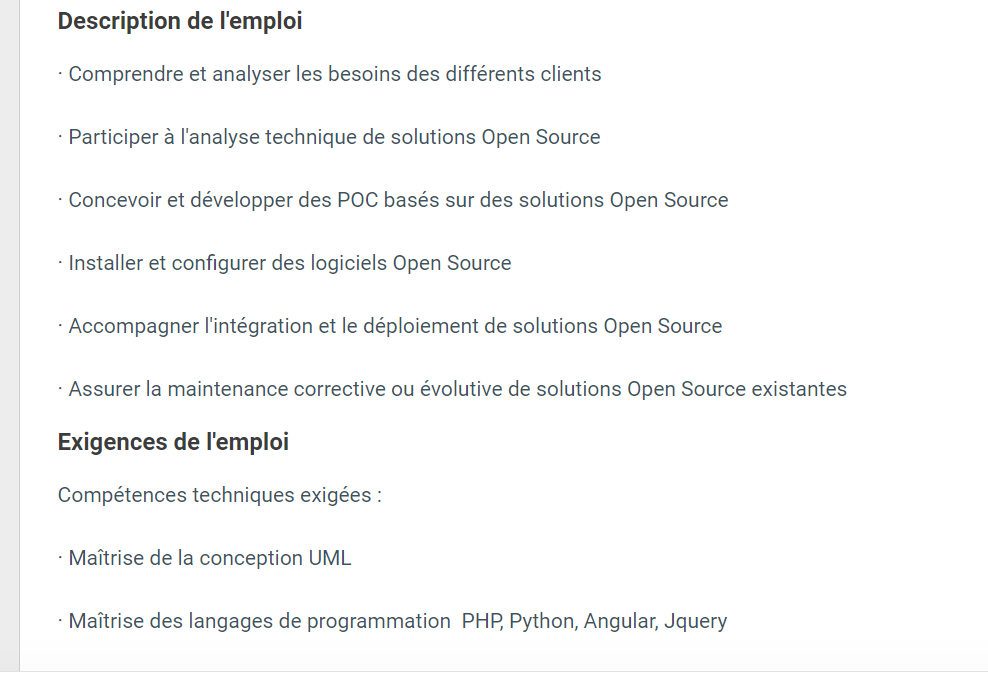 Description de l'emploi
· Comprendre et analyser les besoins des différents clients
· Participer à l'analyse technique de solutions Open Source
· Concevoir et développer des POC basés sur des solutions Open Source
· Installer et configurer des logiciels Open Source
· Accompagner l'intégration et le déploiement de solutions Open Source
· Assurer la maintenance corrective ou évolutive de solutions Open Source existantes
Exigences de l'emploi
Compétences techniques exigées :
· Maîtrise de la conception UML
· Maîtrise des langages de programmation  PHP, Python, Angular, Jquery